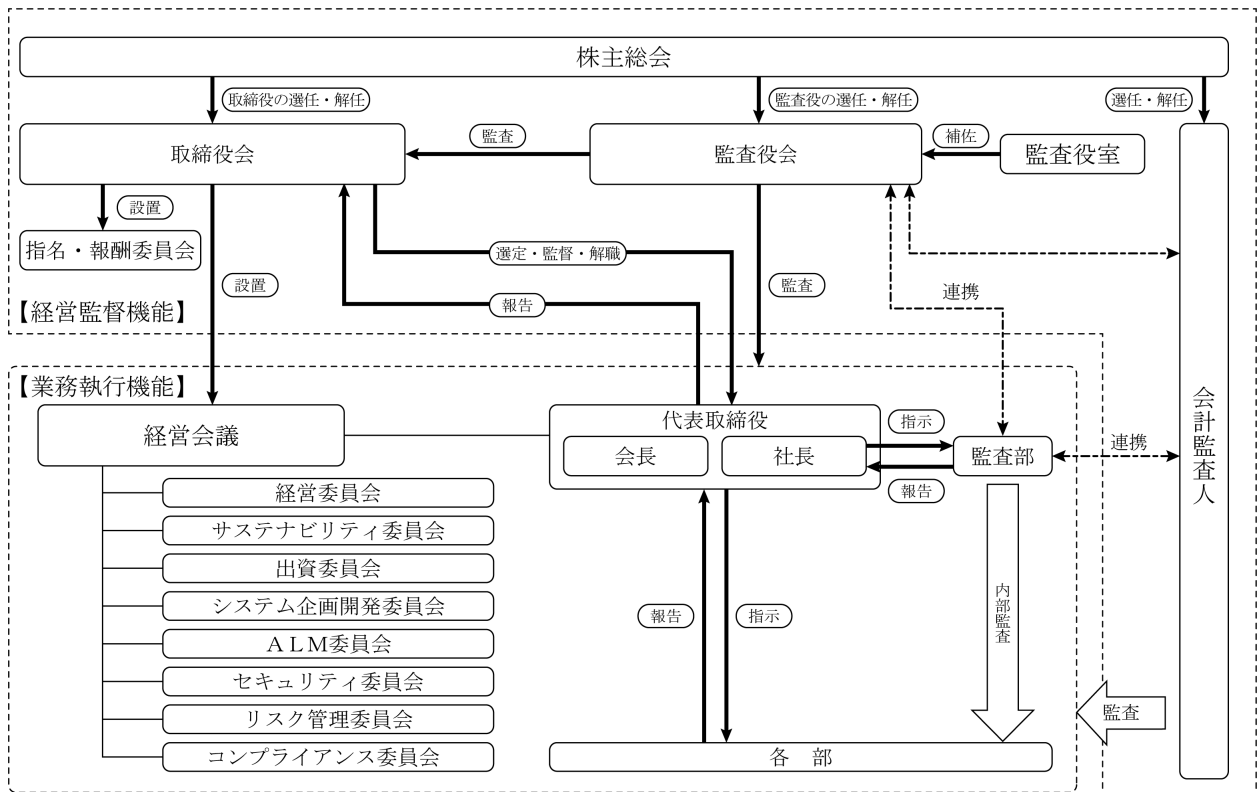 株主総会
取締役の選任・解任
監査役の選任・解任
選任・解任
取締役会
監査
監査役会
補佐
監査役室
設置
指名・報酬委員会
選定・監督・解職
設置
監査
報告
連携
【経営監督機能】
【業務執行機能】
会計監査人
経営会議
代表取締役
会長
社長
指示
報告
監査部
連携
経営委員会
サステナビリティ委員会
出資委員会
システム企画開発委員会
ＡＬＭ委員会
セキュリティ委員会
リスク管理委員会
コンプライアンス委員会
報告
指示
内部監査
監査
各　部